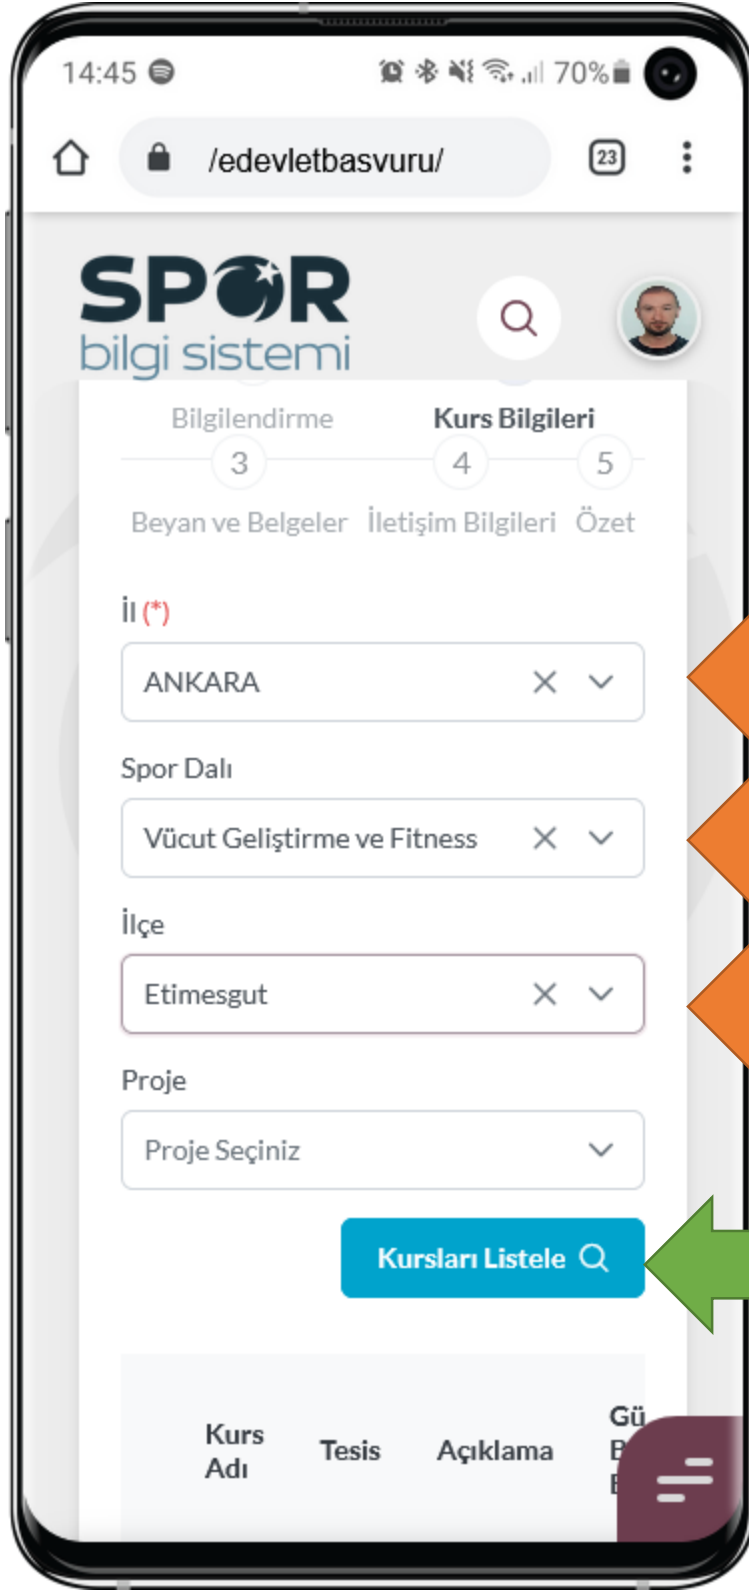 14:45
70%
/edevletbasvuru/
23
SPOR
bilgi sistemi
Bilgilendirme
Kurs Bilgileri
3
4
5
Beyan ve Belgeler
İletişim Bilgileri
Özet
İl (*)
ANKARA
Spor Dalı
Vücut Geliştirme ve Fitness
İlçe
Etimesgut
Proje
Proje Seçiniz
Kursları Listele
Kurs
Adı
Tesis
Açıklama
Gü